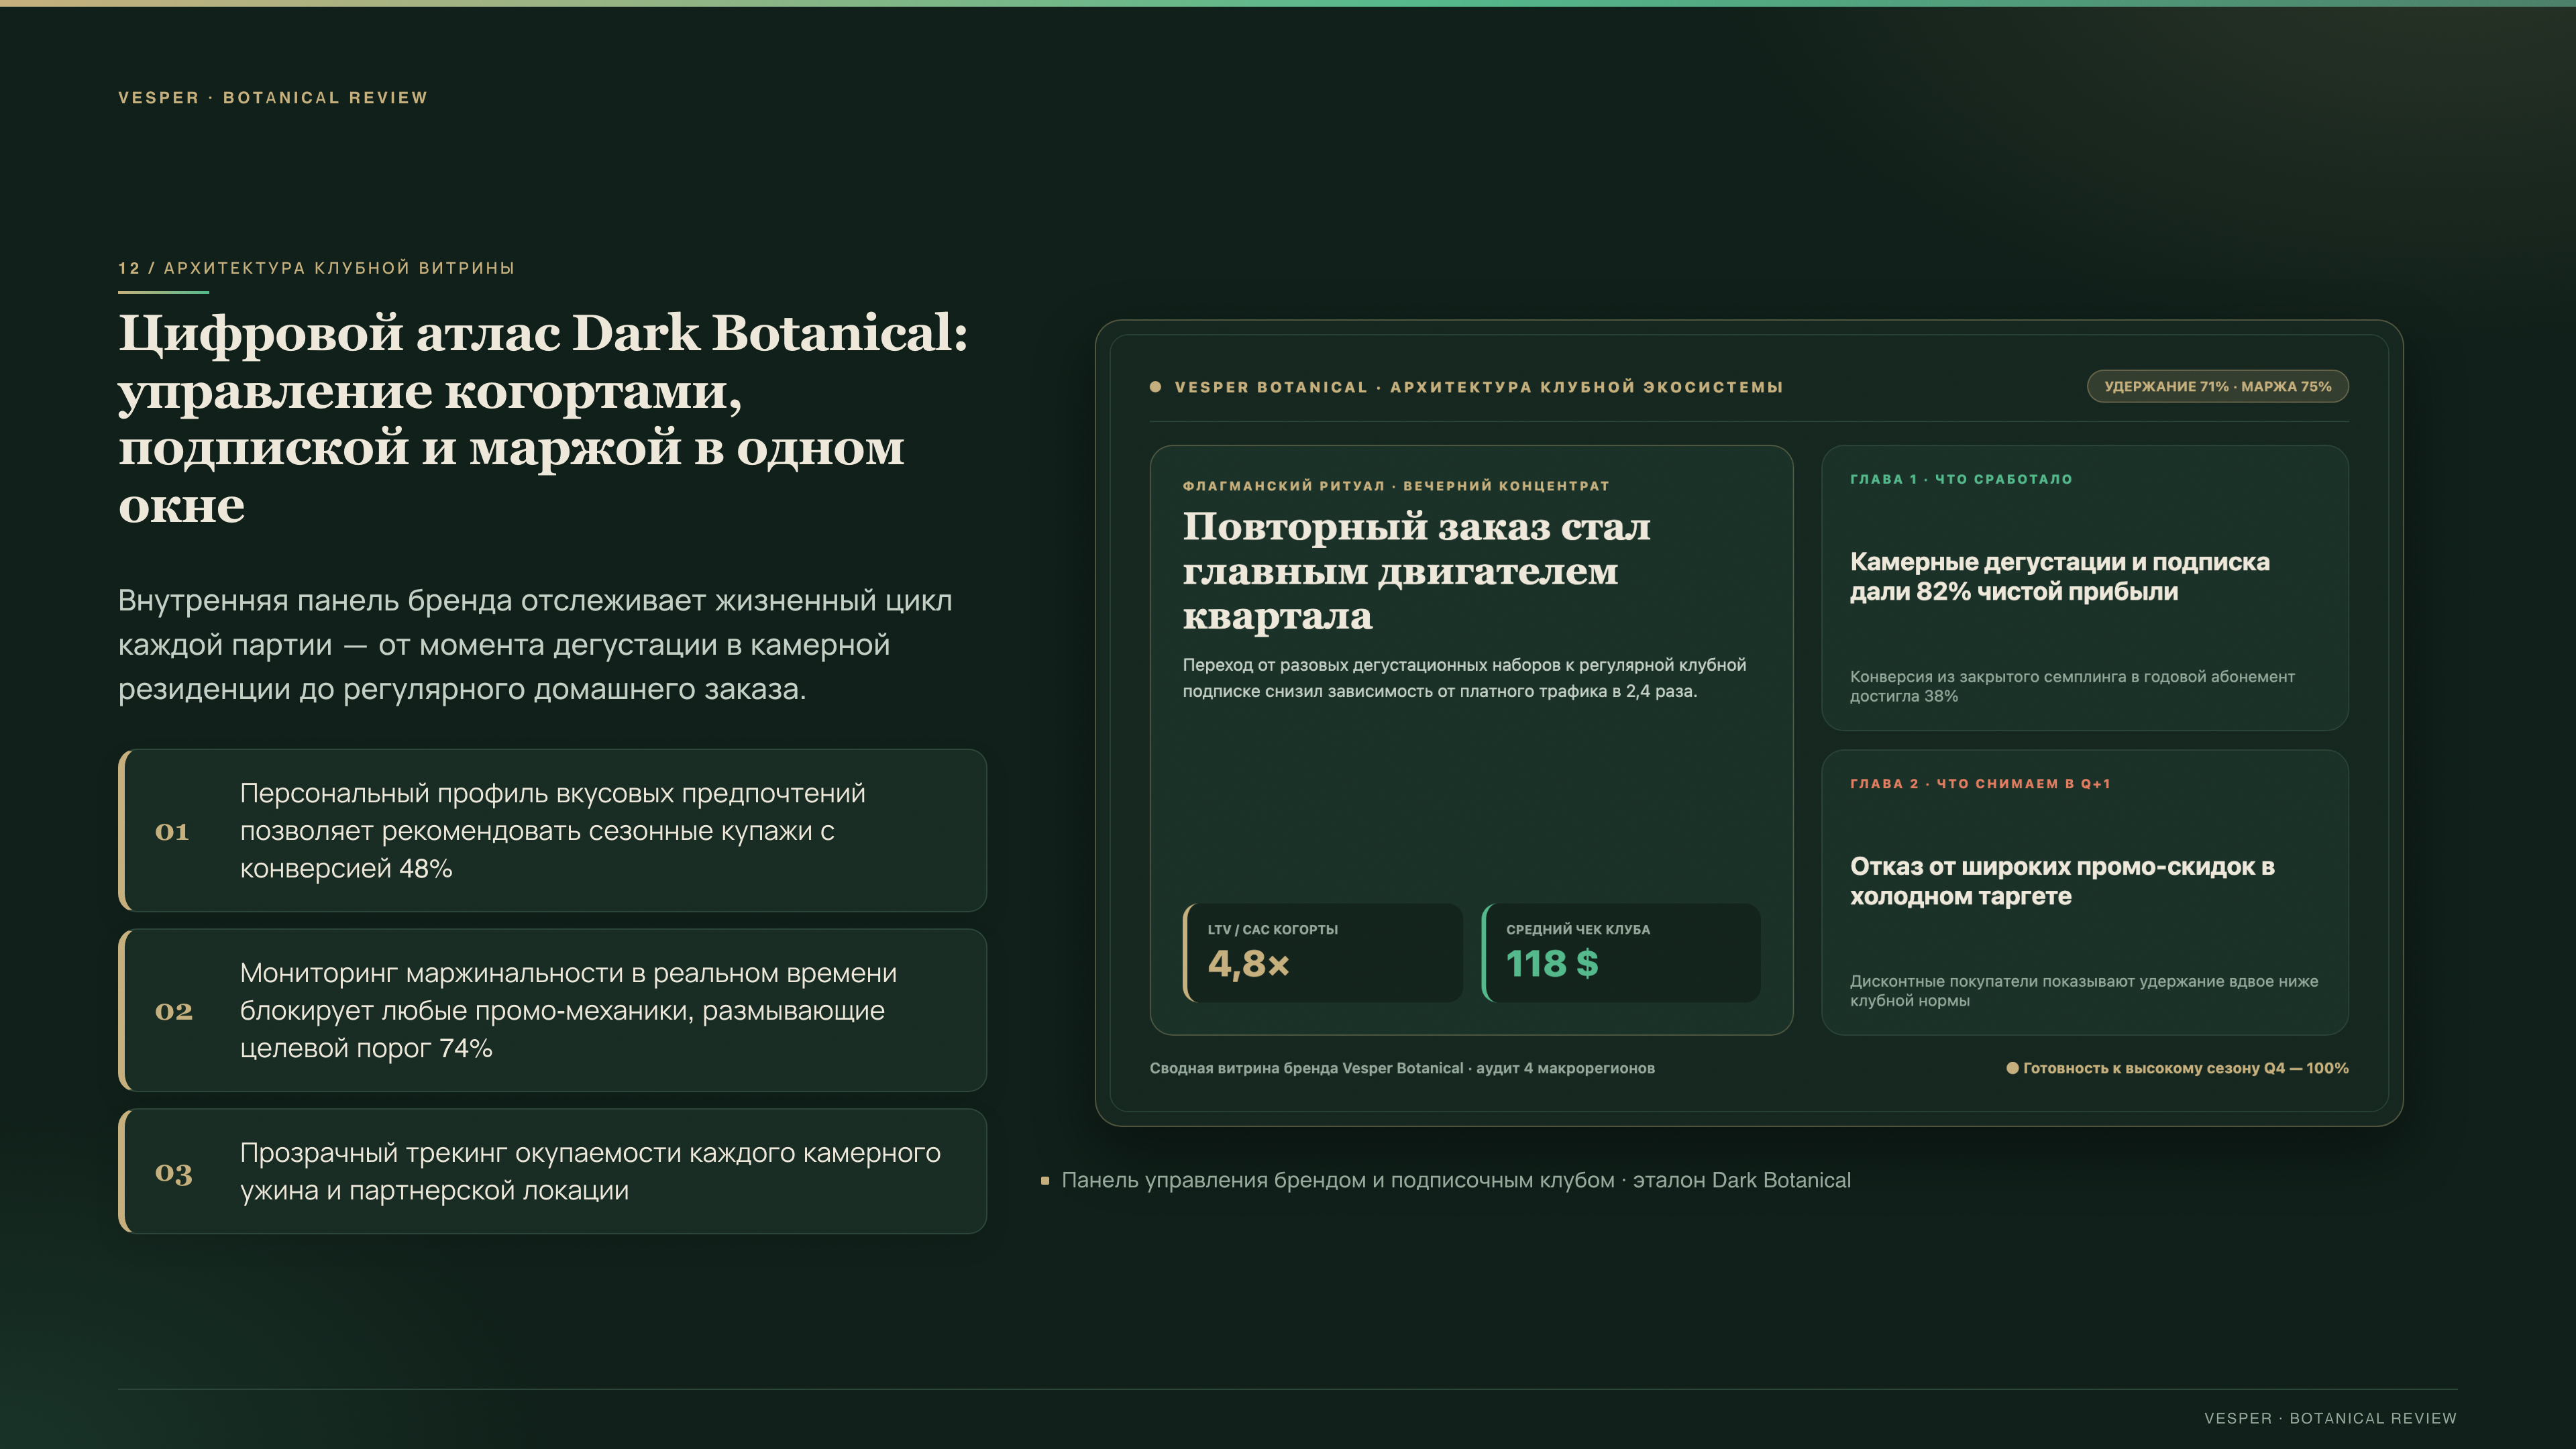 VESPER · BOTANICAL REVIEW
12 / АРХИТЕКТУРА КЛУБНОЙ ВИТРИНЫ
Цифровой атлас Dark Botanical:
управление когортами,
подпиской и маржой в одном
окне
Внутренняя панель бренда отслеживает жизненный цикл
каждой партии — от момента дегустации в камерной
резиденции до регулярного домашнего заказа.
01
Персональный профиль вкусовых предпочтений
позволяет рекомендовать сезонные купажи с
конверсией 48%
02
Мониторинг маржинальности в реальном времени
блокирует любые промо-механики, размывающие
целевой порог 74%
03
Прозрачный трекинг окупаемости каждого камерного
ужина и партнерской локации
VESPER BOTANICAL · АРХИТЕКТУРА КЛУБНОЙ ЭКОСИСТЕМЫ
УДЕРЖАНИЕ 71% · МАРЖА 75%
ФЛАГМАНСКИЙ РИТУАЛ · ВЕЧЕРНИЙ КОНЦЕНТРАТ
Повторный заказ стал
главным двигателем
квартала
Переход от разовых дегустационных наборов к регулярной клубной
подписке снизил зависимость от платного трафика в 2,4 раза.
LTV / CAC КОГОРТЫ
4,8×
СРЕДНИЙ ЧЕК КЛУБА
118 $
ГЛАВА 1 · ЧТО СРАБОТАЛО
Камерные дегустации и подписка
дали 82% чистой прибыли
Конверсия из закрытого семплинга в годовой абонемент
достигла 38%
ГЛАВА 2 · ЧТО СНИМАЕМ В Q+1
Отказ от широких промо-скидок в
холодном таргете
Дисконтные покупатели показывают удержание вдвое ниже
клубной нормы
Сводная витрина бренда Vesper Botanical · аудит 4 макрорегионов
Готовность к высокому сезону Q4 — 100%
Панель управления брендом и подписочным клубом · эталон Dark Botanical
VESPER · BOTANICAL REVIEW